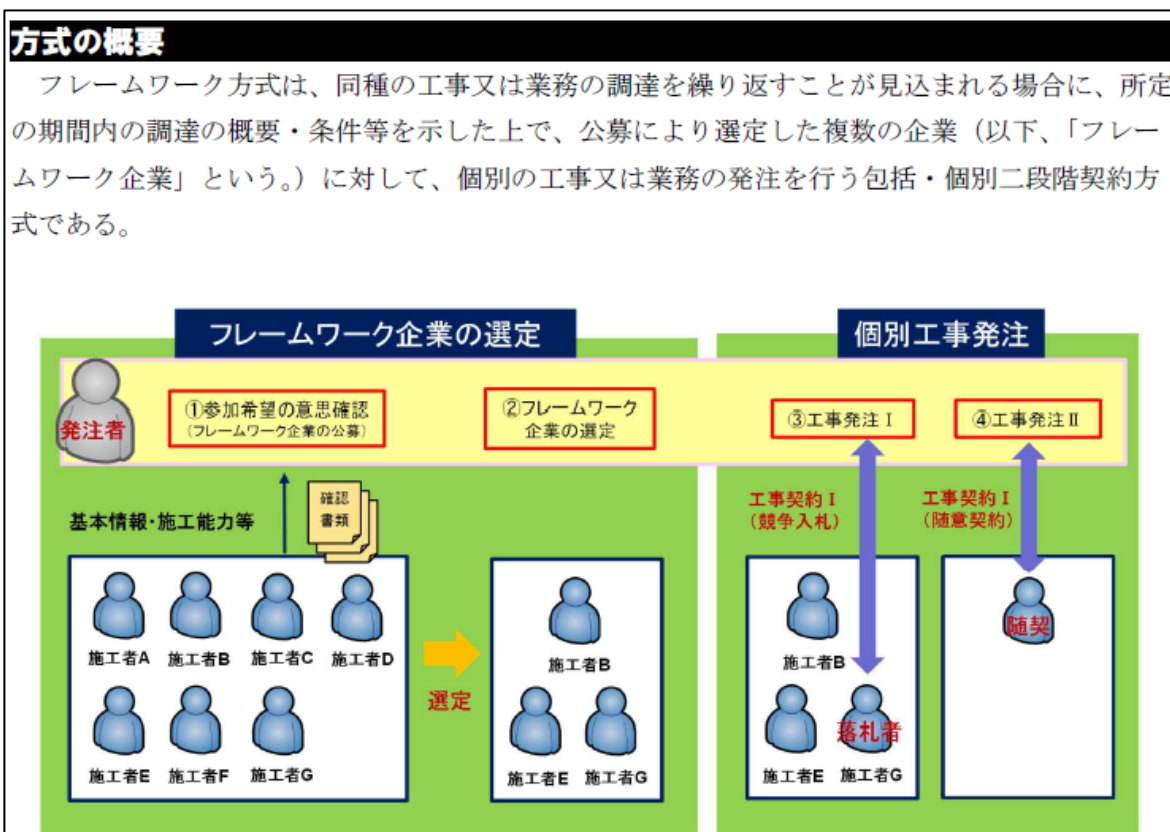 方式の概要
フレームワーク方式は、同種の工事又は業務の調達を繰り返すことが見込まれる場合に、所定
の期間内の調達の概要・条件等を示した上で、公募により選定した複数の企業（以下、「フレー
ムワーク企業」という。）に対して、個別の工事又は業務の発注を行う包括・個別二段階契約方
式である。
フレームワーク企業の選定
発注者
①参加希望の意思確認
（フレームワーク企業の公募）
②フレームワーク
企業の選定
基本情報・施工能力等
確認
書類
施工者A 施工者B 施工者C 施工者D
施工者E 施工者F 施工者G
選定
施工者B
施工者E 施工者G
個別工事発注
③工事発注Ⅰ
④工事発注Ⅱ
工事契約Ⅰ
（競争入札）
工事契約Ⅰ
（随意契約）
施工者B
落札者
施工者E 施工者G
随契